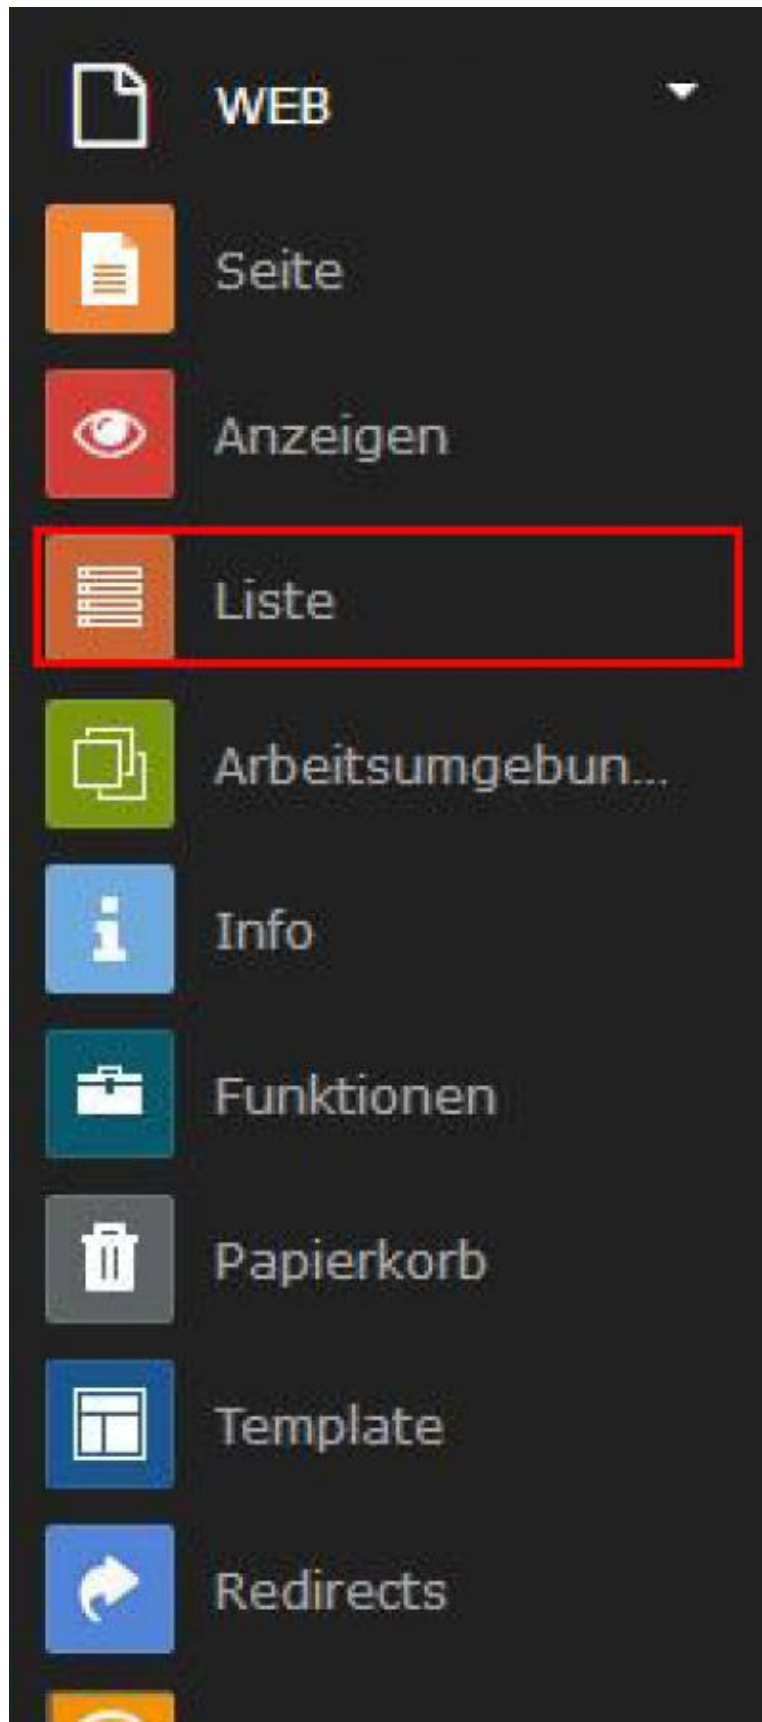 WEB
Seite
Anzeigen
Liste
Arbeitsumgebun...
Info
Funktionen
Papierkorb
Template
Redirects